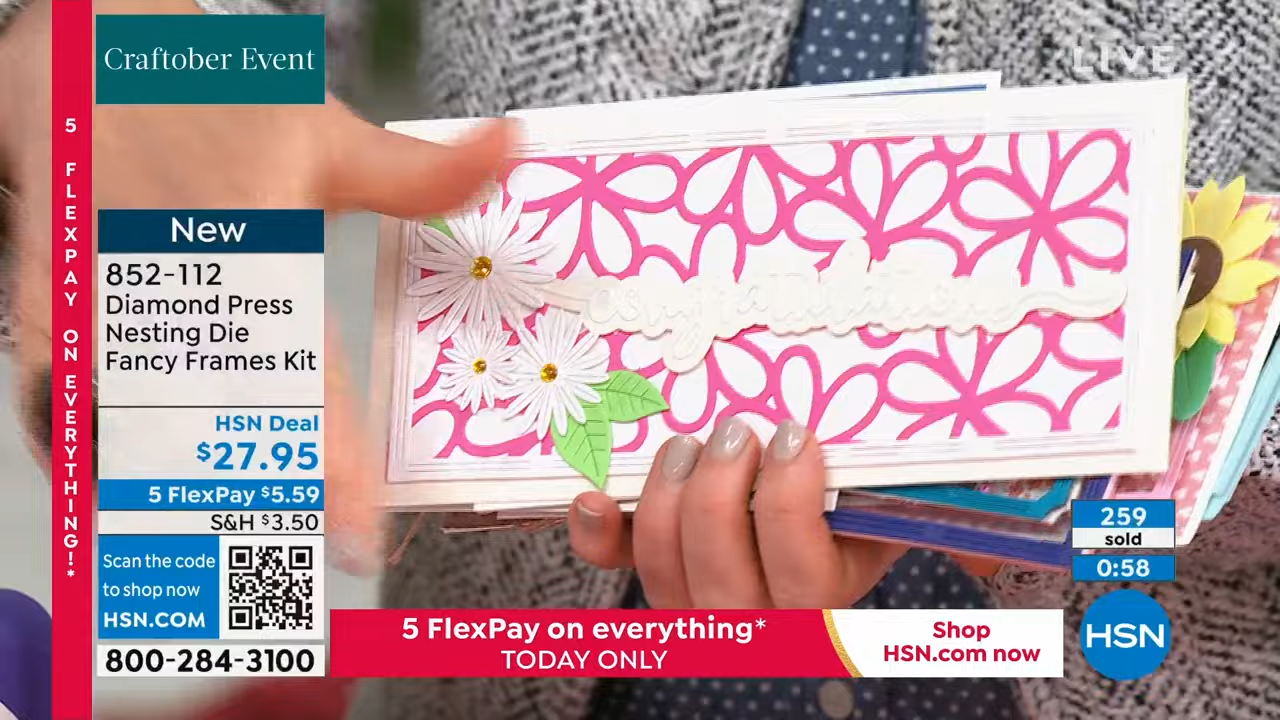 Craftober Event
LIVE
5 FLEXPAY ON EVERYTHING!*
New
852-112
Diamond Press
Nesting Die
Fancy Frames Kit
HSN Deal
$27.95
5 FlexPay $5.59
S&H $3.50
Scan the code
to shop now
HSN.COM
800-284-3100
congratulations
259
sold
0:58
5 FlexPay on everything*
TODAY ONLY
Shop
HSN.com now
HSN